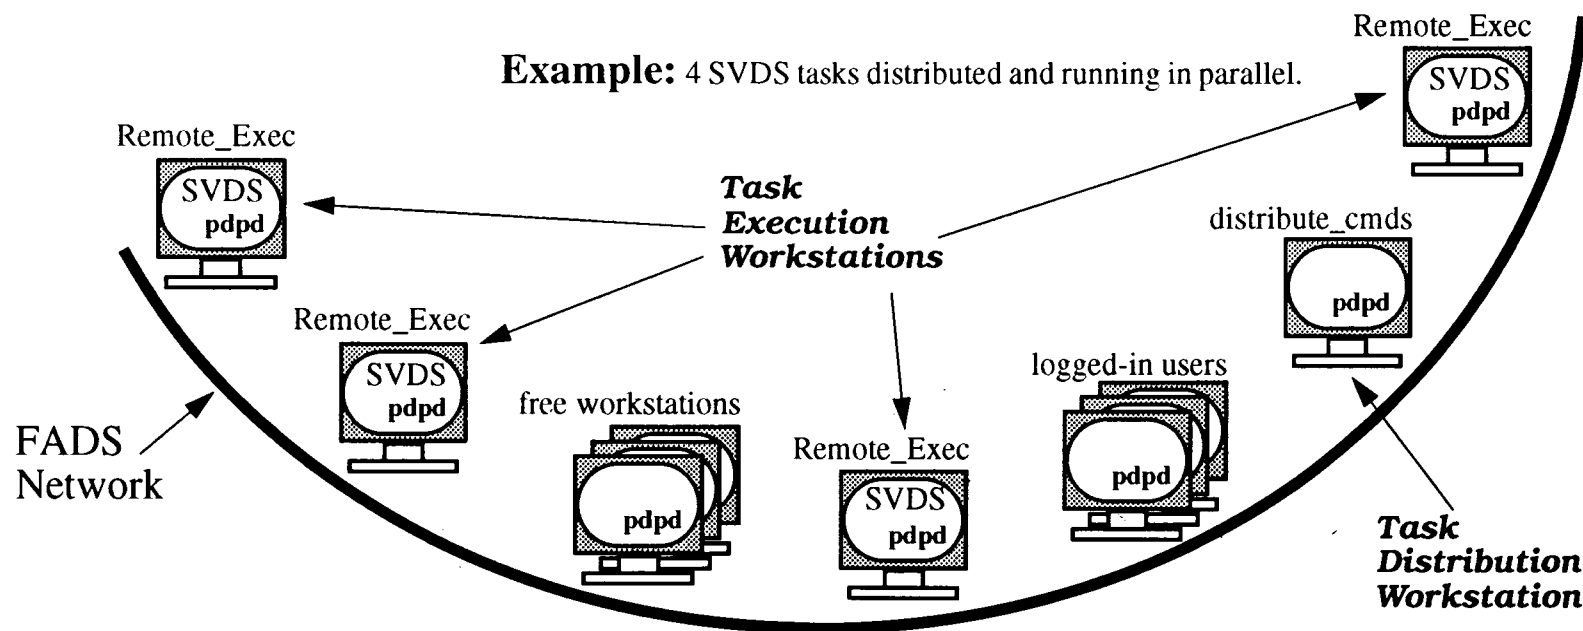 Remote_Exec
Example: 4 SVDS tasks distributed and running in parallel.
SVDS
pdpd
Remote_Exec
SVDS
pdpd
Task
Execution
Workstations
distribute_cmds
pdpd
Remote_Exec
SVDS
pdpd
logged-in users
pdpd
free workstations
pdpd
Remote_Exec
SVDS
pdpd
FADS
Network
Task
Distribution
Workstation